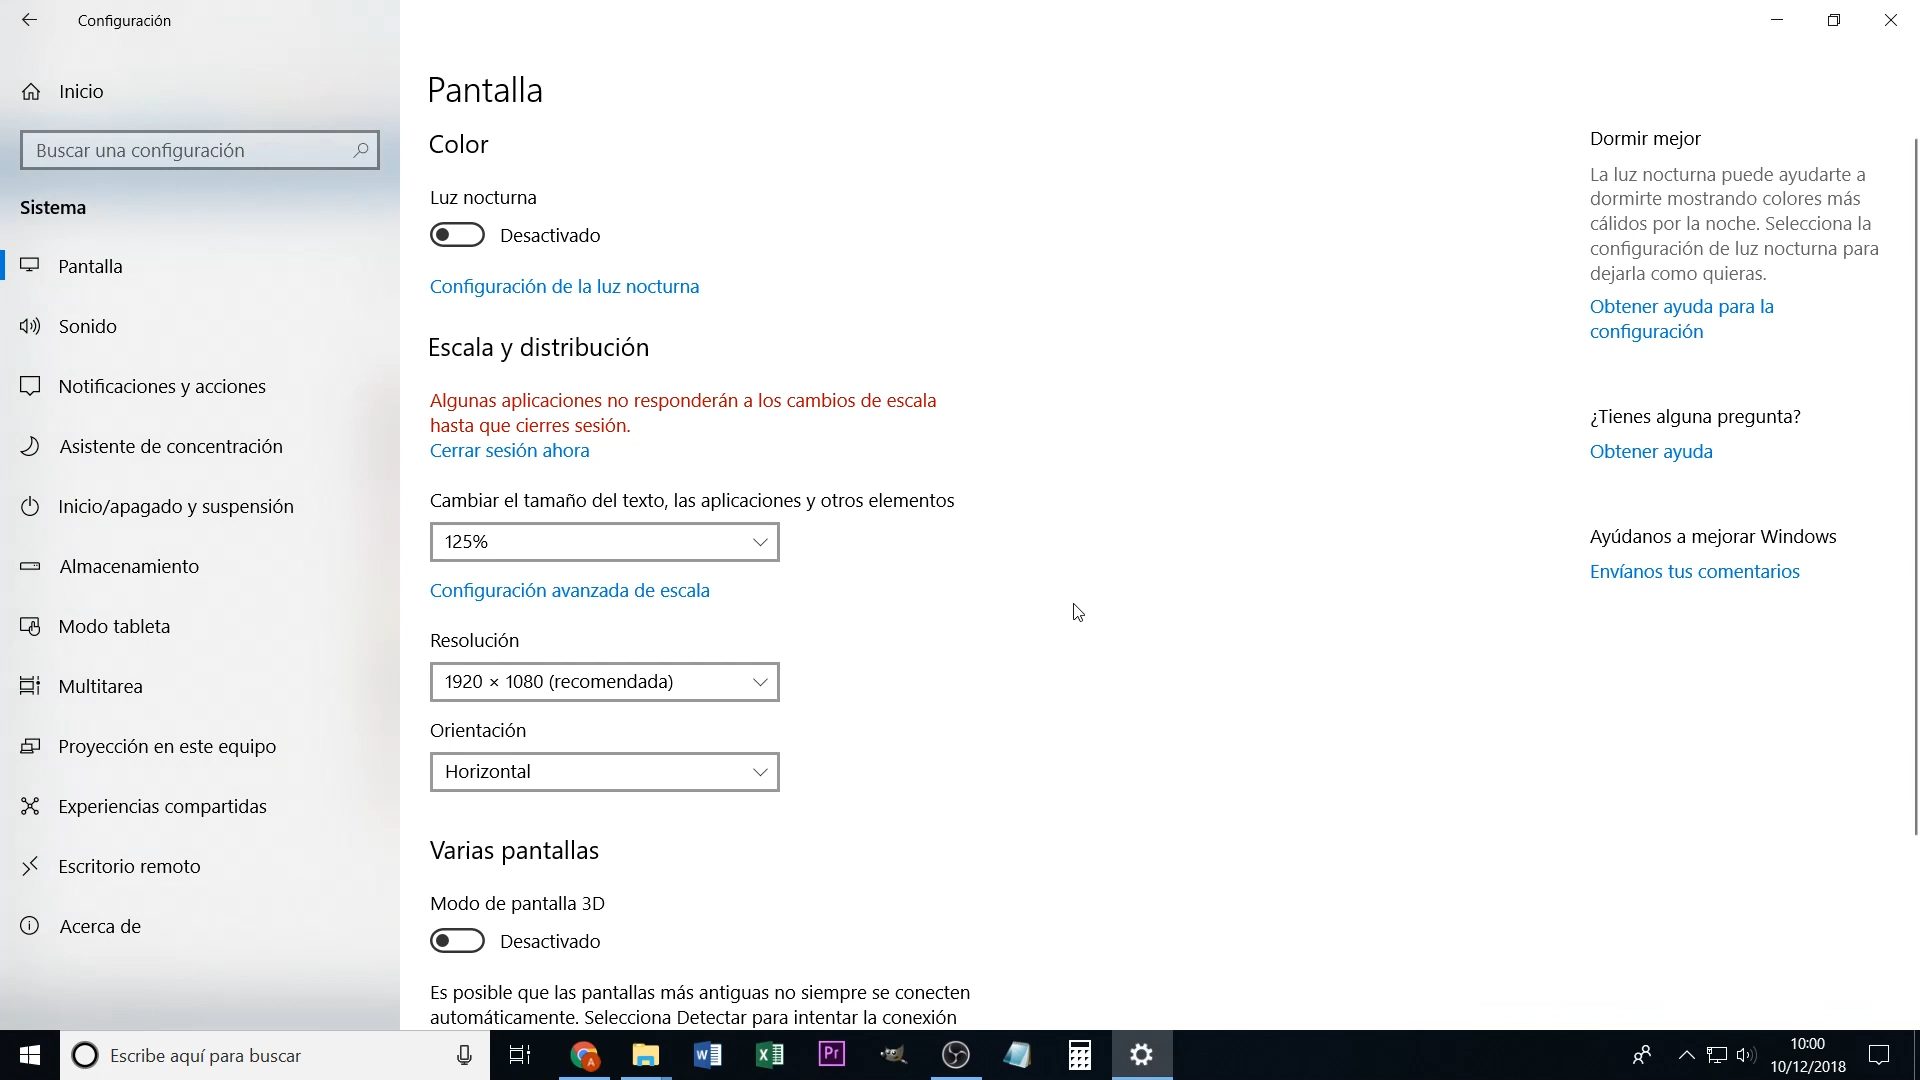 Configuración
Inicio
Buscar una configuración
Sistema
Pantalla
Sonido
Notificaciones y acciones
Asistente de concentración
Inicio/apagado y suspensión
Almacenamiento
Modo tableta
Multitarea
Proyección en este equipo
Experiencias compartidas
Escritorio remoto
Acerca de
Pantalla
Color
Luz nocturna
Desactivado
Configuración de la luz nocturna
Escala y distribución
Algunas aplicaciones no responderán a los cambios de escala
hasta que cierres sesión.
Cerrar sesión ahora
Cambiar el tamaño del texto, las aplicaciones y otros elementos
125%
Configuración avanzada de escala
Resolución
1920 × 1080 (recomendada)
Orientación
Horizontal
Varias pantallas
Modo de pantalla 3D
Desactivado
Es posible que las pantallas más antiguas no siempre se conecten
automáticamente. Selecciona Detectar para intentar la conexión
Dormir mejor
La luz nocturna puede ayudarte a
dormirte mostrando colores más
cálidos por la noche. Selecciona la
configuración de luz nocturna para
dejarla como quieras.
Obtener ayuda para la
configuración
¿Tienes alguna pregunta?
Obtener ayuda
Ayúdanos a mejorar Windows
Envíanos tus comentarios
Escribe aquí para buscar
A
W
X
Pr
10:00
10/12/2018